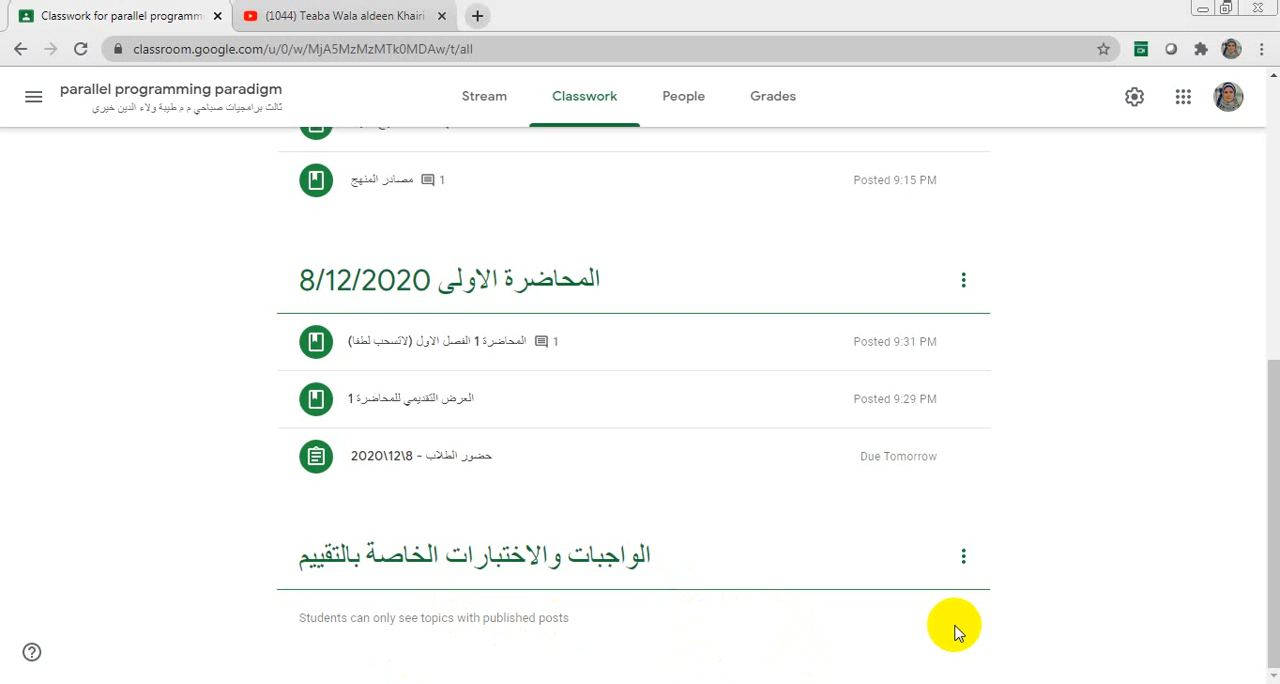 Classwork for parallel programm
(1044) Teaba Wala aldeen Khairi
classroom.google.com/u/0/w/MjA5MzMzMTk0MDAw/t/all
parallel programming paradigm
ثالث برامجيات صباحي م م طيبة ولاء الدين خيري
Stream
Classwork
People
Grades
مصادر المنهج
1
Posted 9:15 PM
المحاضرة الاولى 8/12/2020
المحاضرة 1 الفصل الاول (لاتسحب لطفا)
1
Posted 9:31 PM
العرض التقديمي للمحاضرة 1
Posted 9:29 PM
حضور الطلاب - 8\12\2020
Due Tomorrow
الواجبات والاختبارات الخاصة بالتقييم
Students can only see topics with published posts